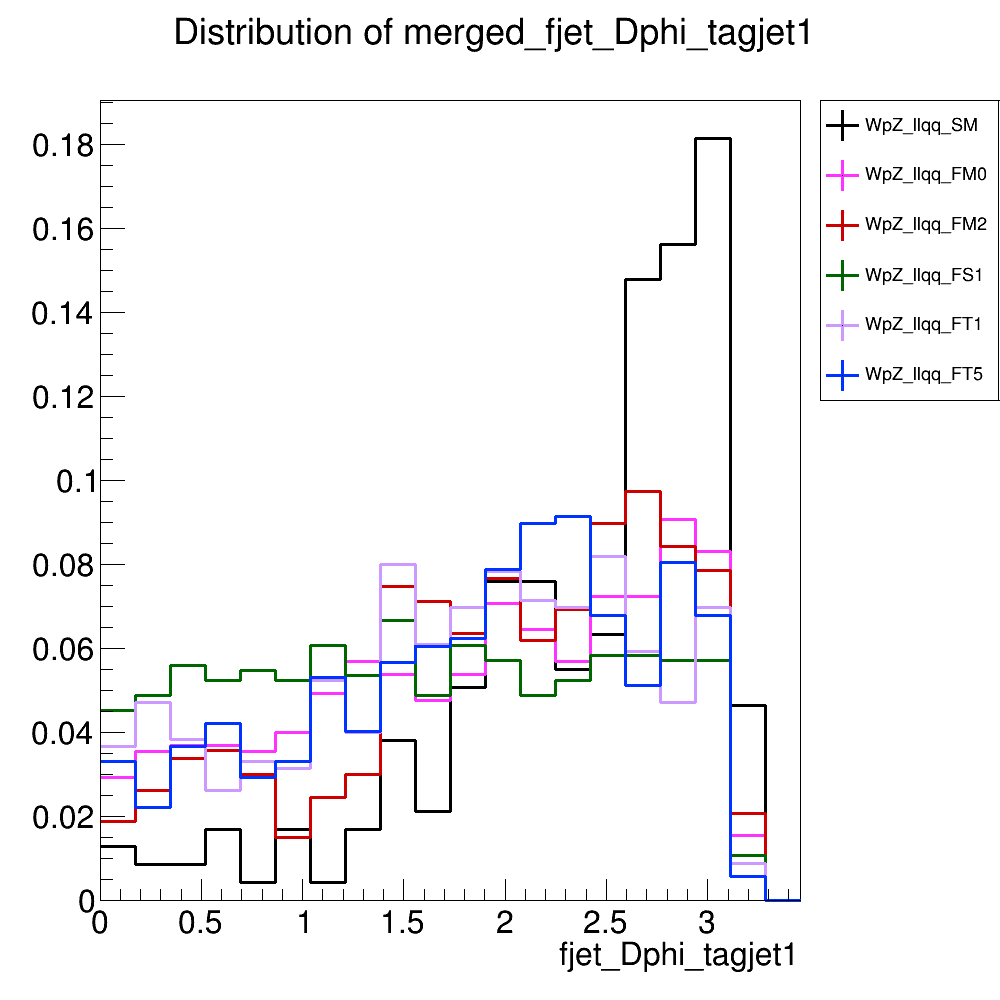 Distribution of merged_fjet_Dphi_tagjet1
0.18
0.16
0.14
0.12
0.1
0.08
0.06
0.04
0.02
0
0 0.5 1 1.5 2 2.5 3
fjet_Dphi_tagjet1
WpZ_llqq_SM
WpZ_llqq_FM0
WpZ_llqq_FM2
WpZ_llqq_FS1
WpZ_llqq_FT1
WpZ_llqq_FT5